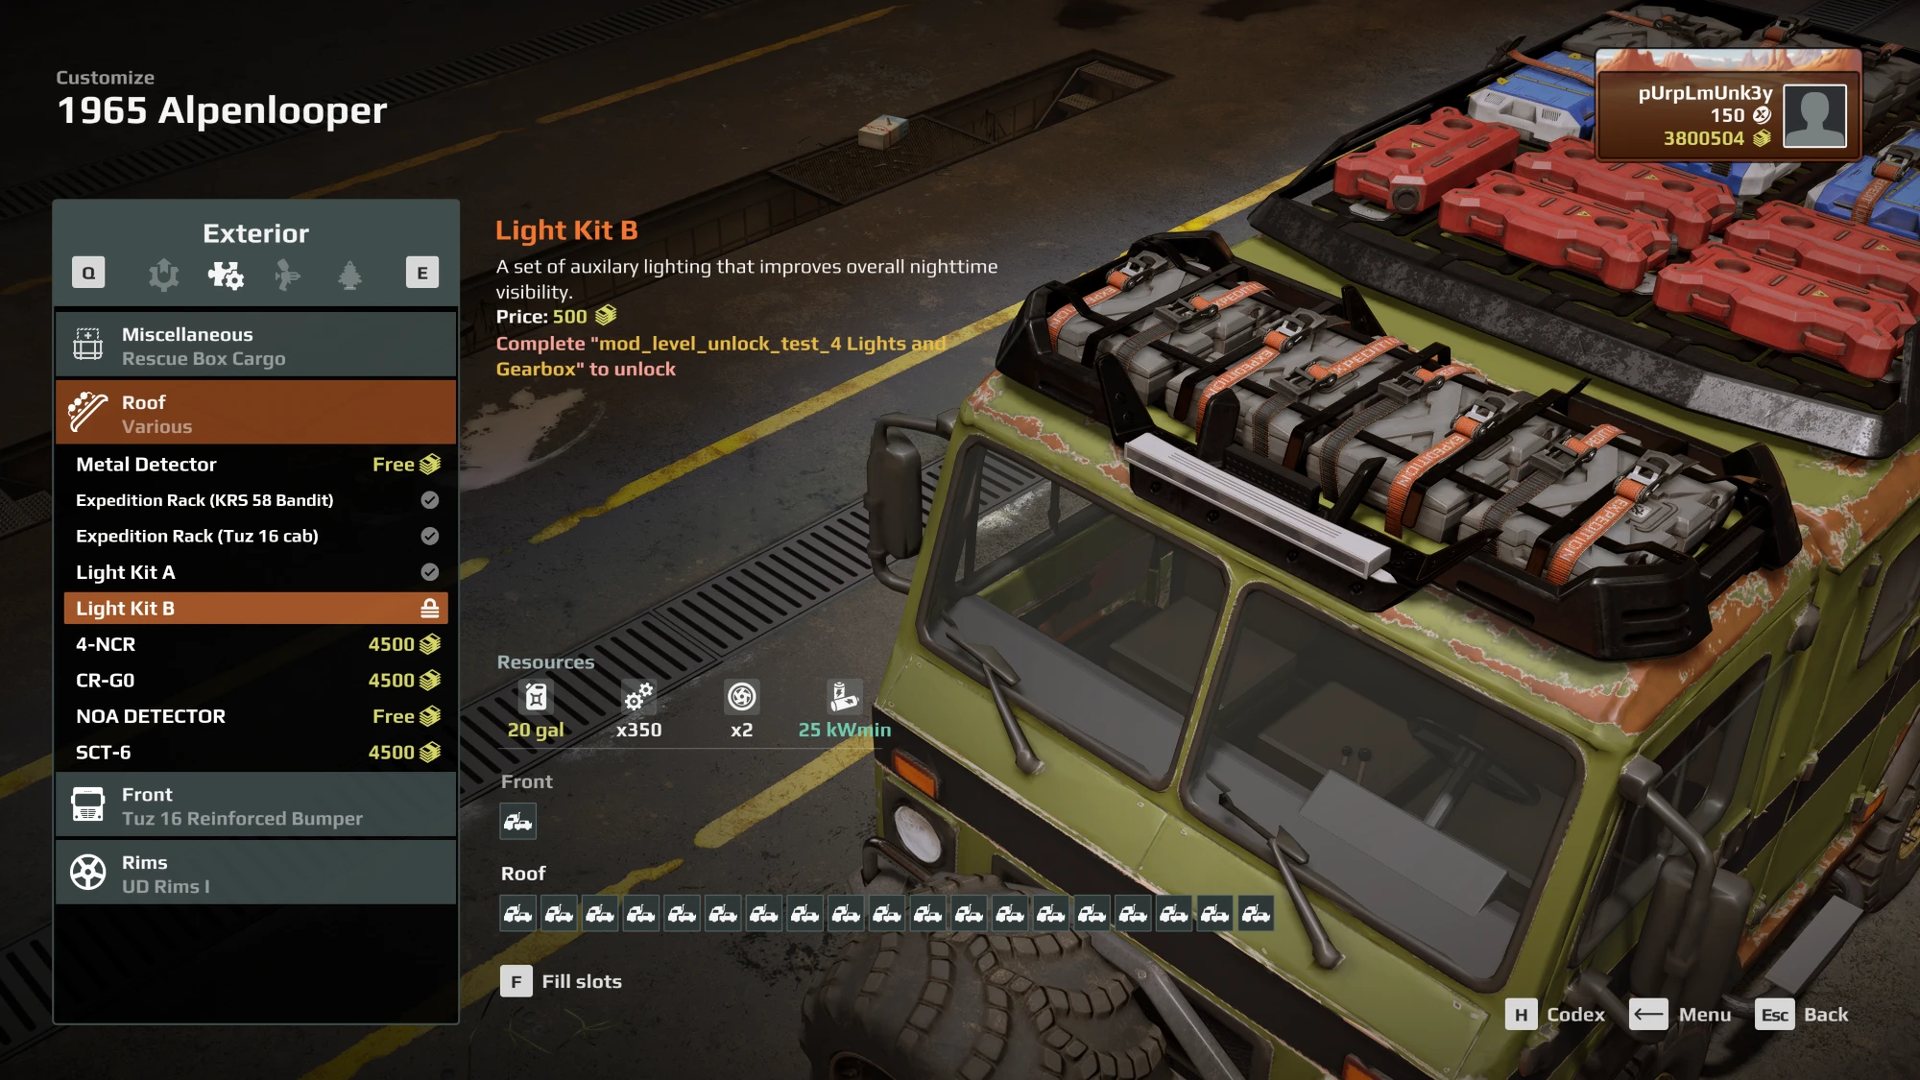 Customize
1965 Alpenlooper
pUrpLmUnk3y
150
3800504
Exterior
Q
E
Miscellaneous
Rescue Box Cargo
Roof
Various
Metal Detector Free
Expedition Rack (KRS 58 Bandit)
Expedition Rack (Tuz 16 cab)
Light Kit A
Light Kit B
4-NCR 4500
CR-G0 4500
NOA DETECTOR Free
SCT-6 4500
Front
Tuz 16 Reinforced Bumper
Rims
UD Rims I
Light Kit B
A set of auxilary lighting that improves overall nighttime
visibility.
Price: 500
Complete "mod_level_unlock_test_4 Lights and
Gearbox" to unlock
Resources
20 gal x350 x2 25 kWmin
Front
Roof
F Fill slots
EXPEDITION
EXPEDITION
EXPEDITION
EXPEDITION
H Codex Menu Esc Back